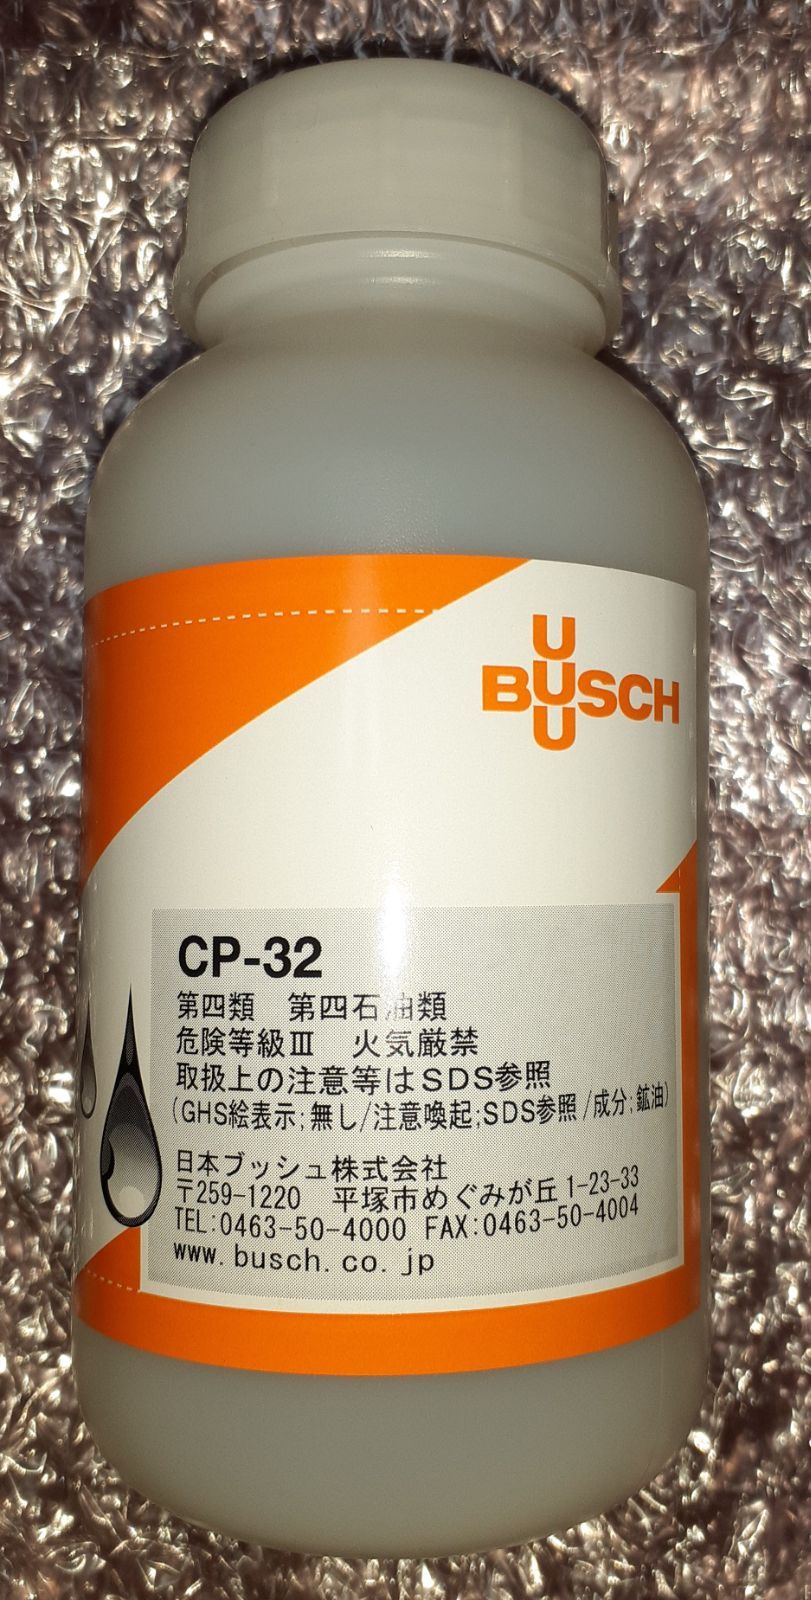 BUSCH
CP-32
第四類　第四石油類
危険等級Ⅲ　火気厳禁
取扱上の注意等はSDS参照
(GHS絵表示;無し/注意喚起;SDS参照/成分;鉱油)
日本ブッシュ株式会社
〒259-1220　平塚市めぐみが丘1-23-33
TEL:0463-50-4000 FAX:0463-50-4004
www.busch.co.jp